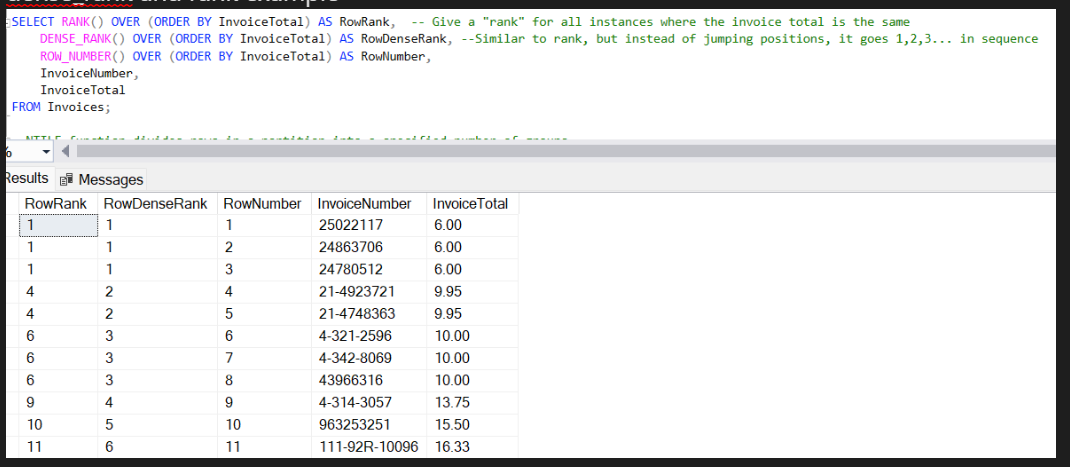 SELECT RANK() OVER (ORDER BY InvoiceTotal) AS RowRank,  -- Give a "rank" for all instances where the invoice total is the same
DENSE_RANK() OVER (ORDER BY InvoiceTotal) AS RowDenseRank, --Similar to rank, but instead of jumping positions, it goes 1,2,3... in sequence
ROW_NUMBER() OVER (ORDER BY InvoiceTotal) AS RowNumber,
InvoiceNumber,
InvoiceTotal
FROM Invoices;
%
Results Messages
RowRank RowDenseRank RowNumber InvoiceNumber InvoiceTotal
1 1 1 25022117 6.00
1 1 2 24863706 6.00
1 1 3 24780512 6.00
4 2 4 21-4923721 9.95
4 2 5 21-4748363 9.95
6 3 6 4-321-2596 10.00
6 3 7 4-342-8069 10.00
6 3 8 43966316 10.00
9 4 9 4-314-3057 13.75
10 5 10 963253251 15.50
11 6 11 111-92R-10096 16.33